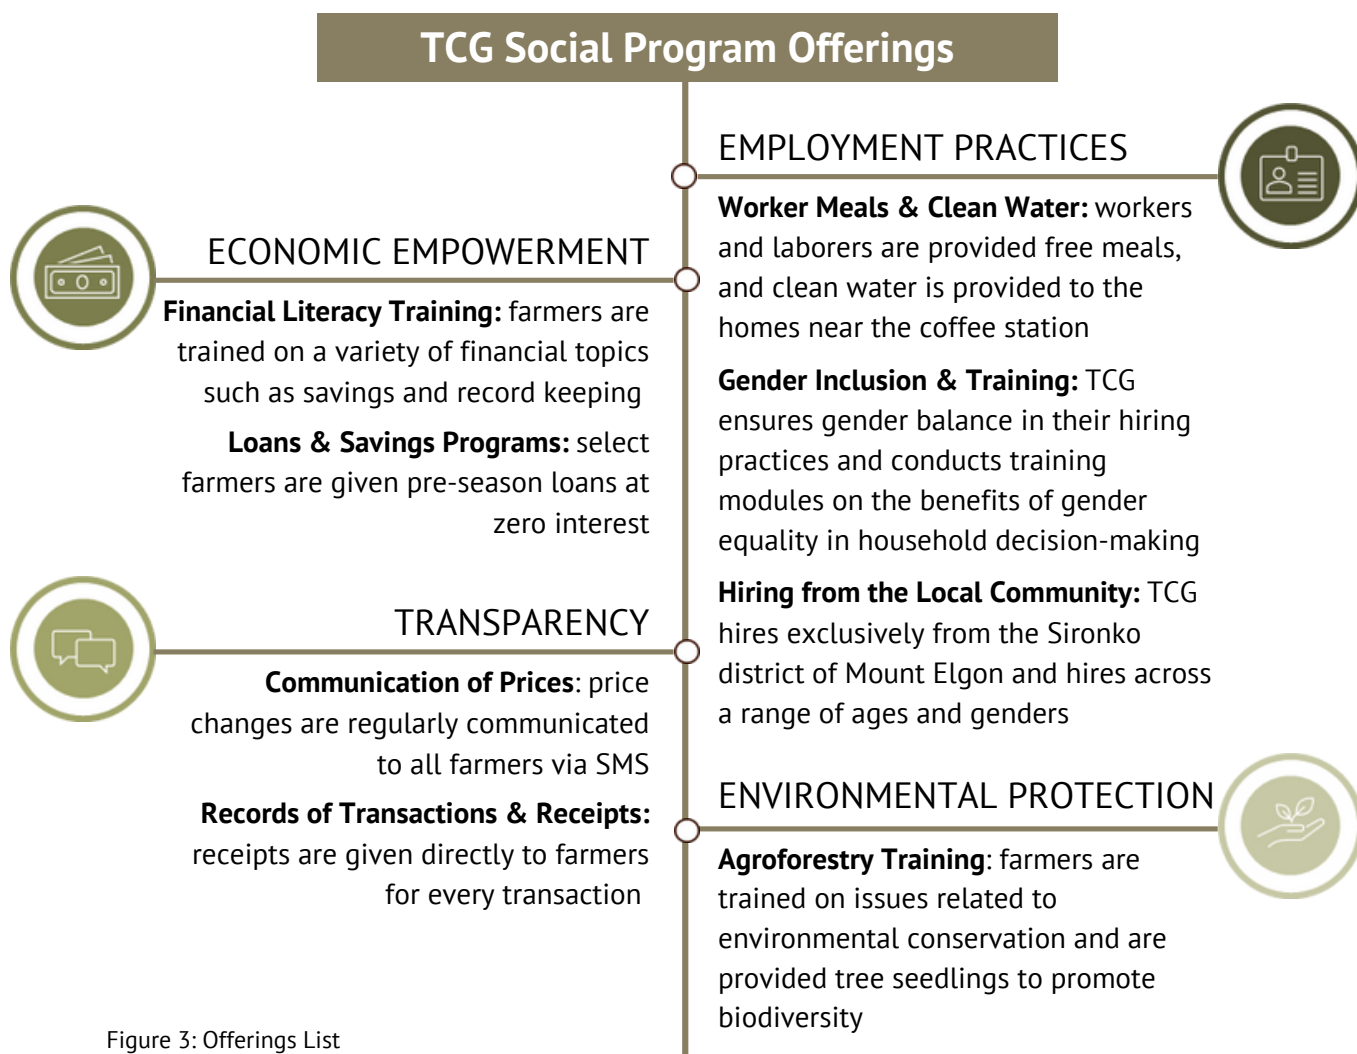 TCG Social Program Offerings
EMPLOYMENT PRACTICES
Worker Meals & Clean Water: workers
and laborers are provided free meals,
and clean water is provided to the
homes near the coffee station
Gender Inclusion & Training: TCG
ensures gender balance in their hiring
practices and conducts training
modules on the benefits of gender
equality in household decision-making
Hiring from the Local Community: TCG
hires exclusively from the Sironko
district of Mount Elgon and hires across
a range of ages and genders
ECONOMIC EMPOWERMENT
Financial Literacy Training: farmers are
trained on a variety of financial topics
such as savings and record keeping
Loans & Savings Programs: select
farmers are given pre-season loans at
zero interest
TRANSPARENCY
Communication of Prices: price
changes are regularly communicated
to all farmers via SMS
Records of Transactions & Receipts:
receipts are given directly to farmers
for every transaction
ENVIRONMENTAL PROTECTION
Agroforestry Training: farmers are
trained on issues related to
environmental conservation and are
provided tree seedlings to promote
biodiversity
Figure 3: Offerings List